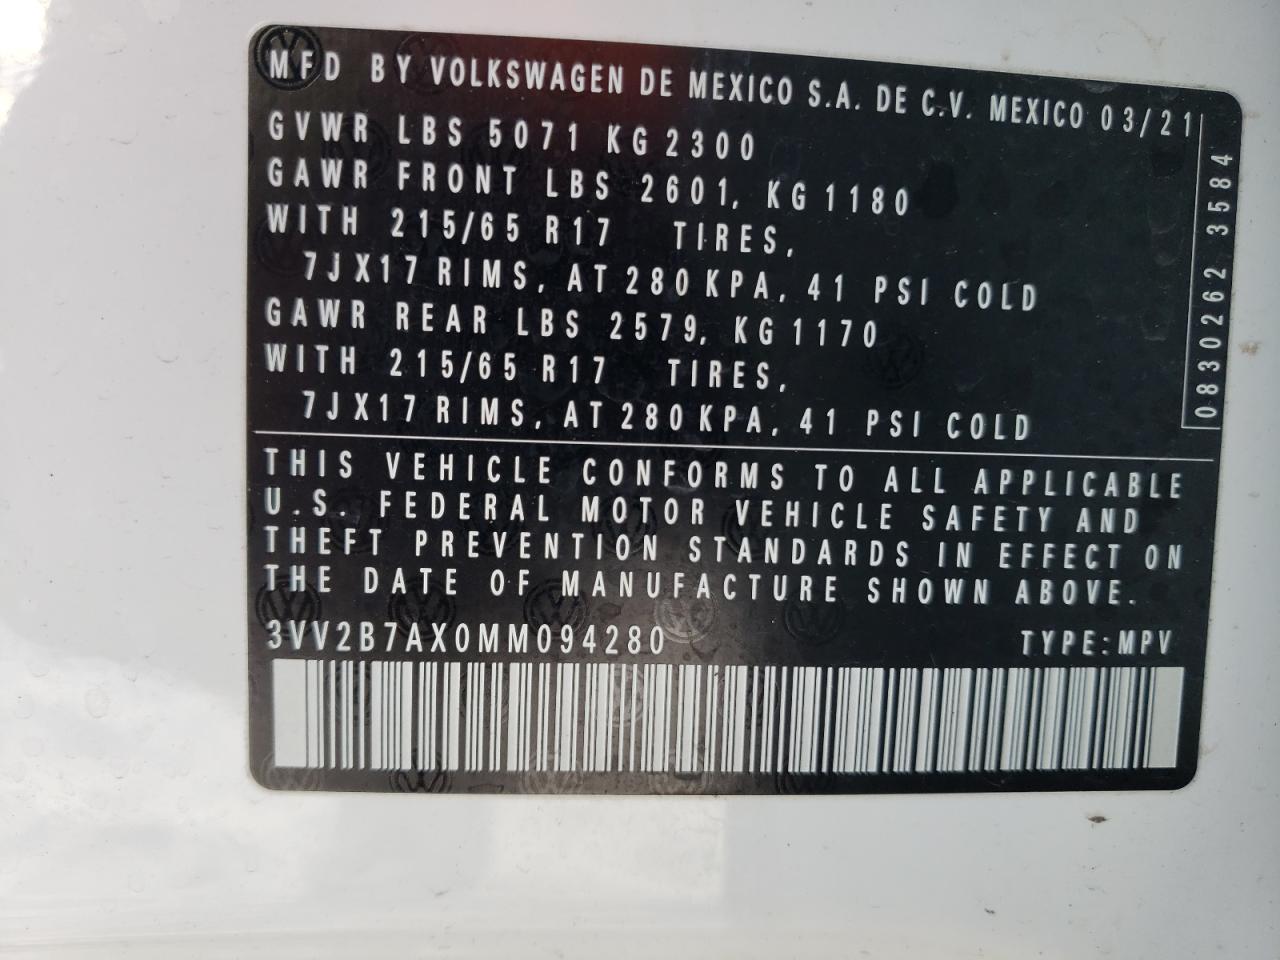 MFD BY VOLKSWAGEN DE MEXICO S.A. DE C.V. MEXICO 03/21
GVWR LBS 5071 KG 2300
GAWR FRONT LBS 2601, KG 1180
WITH 215/65 R17 TIRES,
7JX17 RIMS, AT 280 KPA, 41 PSI COLD
GAWR REAR LBS 2579, KG 1170
WITH 215/65 R17 TIRES,
7JX17 RIMS, AT 280 KPA, 41 PSI COLD
THIS VEHICLE CONFORMS TO ALL APPLICABLE
U.S. FEDERAL MOTOR VEHICLE SAFETY AND
THEFT PREVENTION STANDARDS IN EFFECT ON
THE DATE OF MANUFACTURE SHOWN ABOVE.
3VV2B7AX0MM094280 TYPE: MPV
0830262 3584